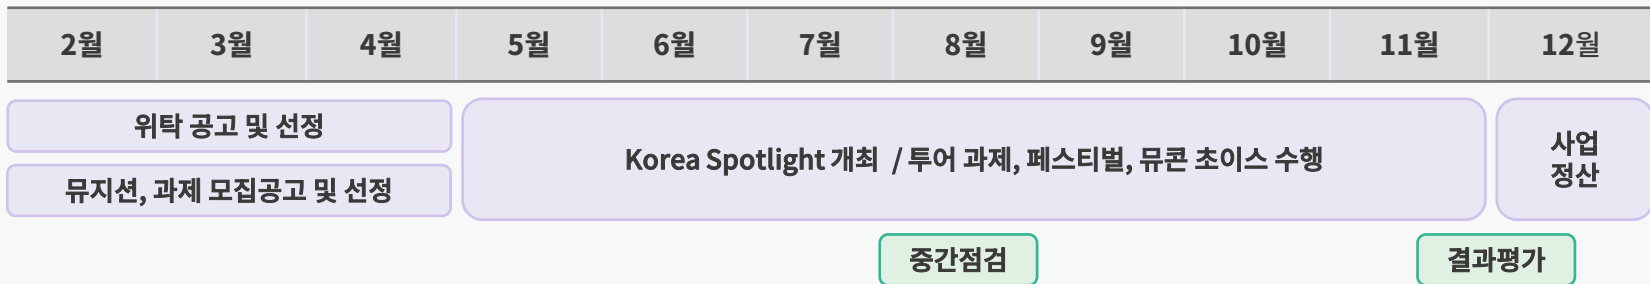 2월 3월 4월 5월 6월 7월 8월 9월 10월 11월 12월
위탁 공고 및 선정
뮤지션, 과제 모집공고 및 선정
Korea Spotlight 개최 / 투어 과제, 페스티벌, 뮤콘 초이스 수행
사업
정산
중간점검
결과평가